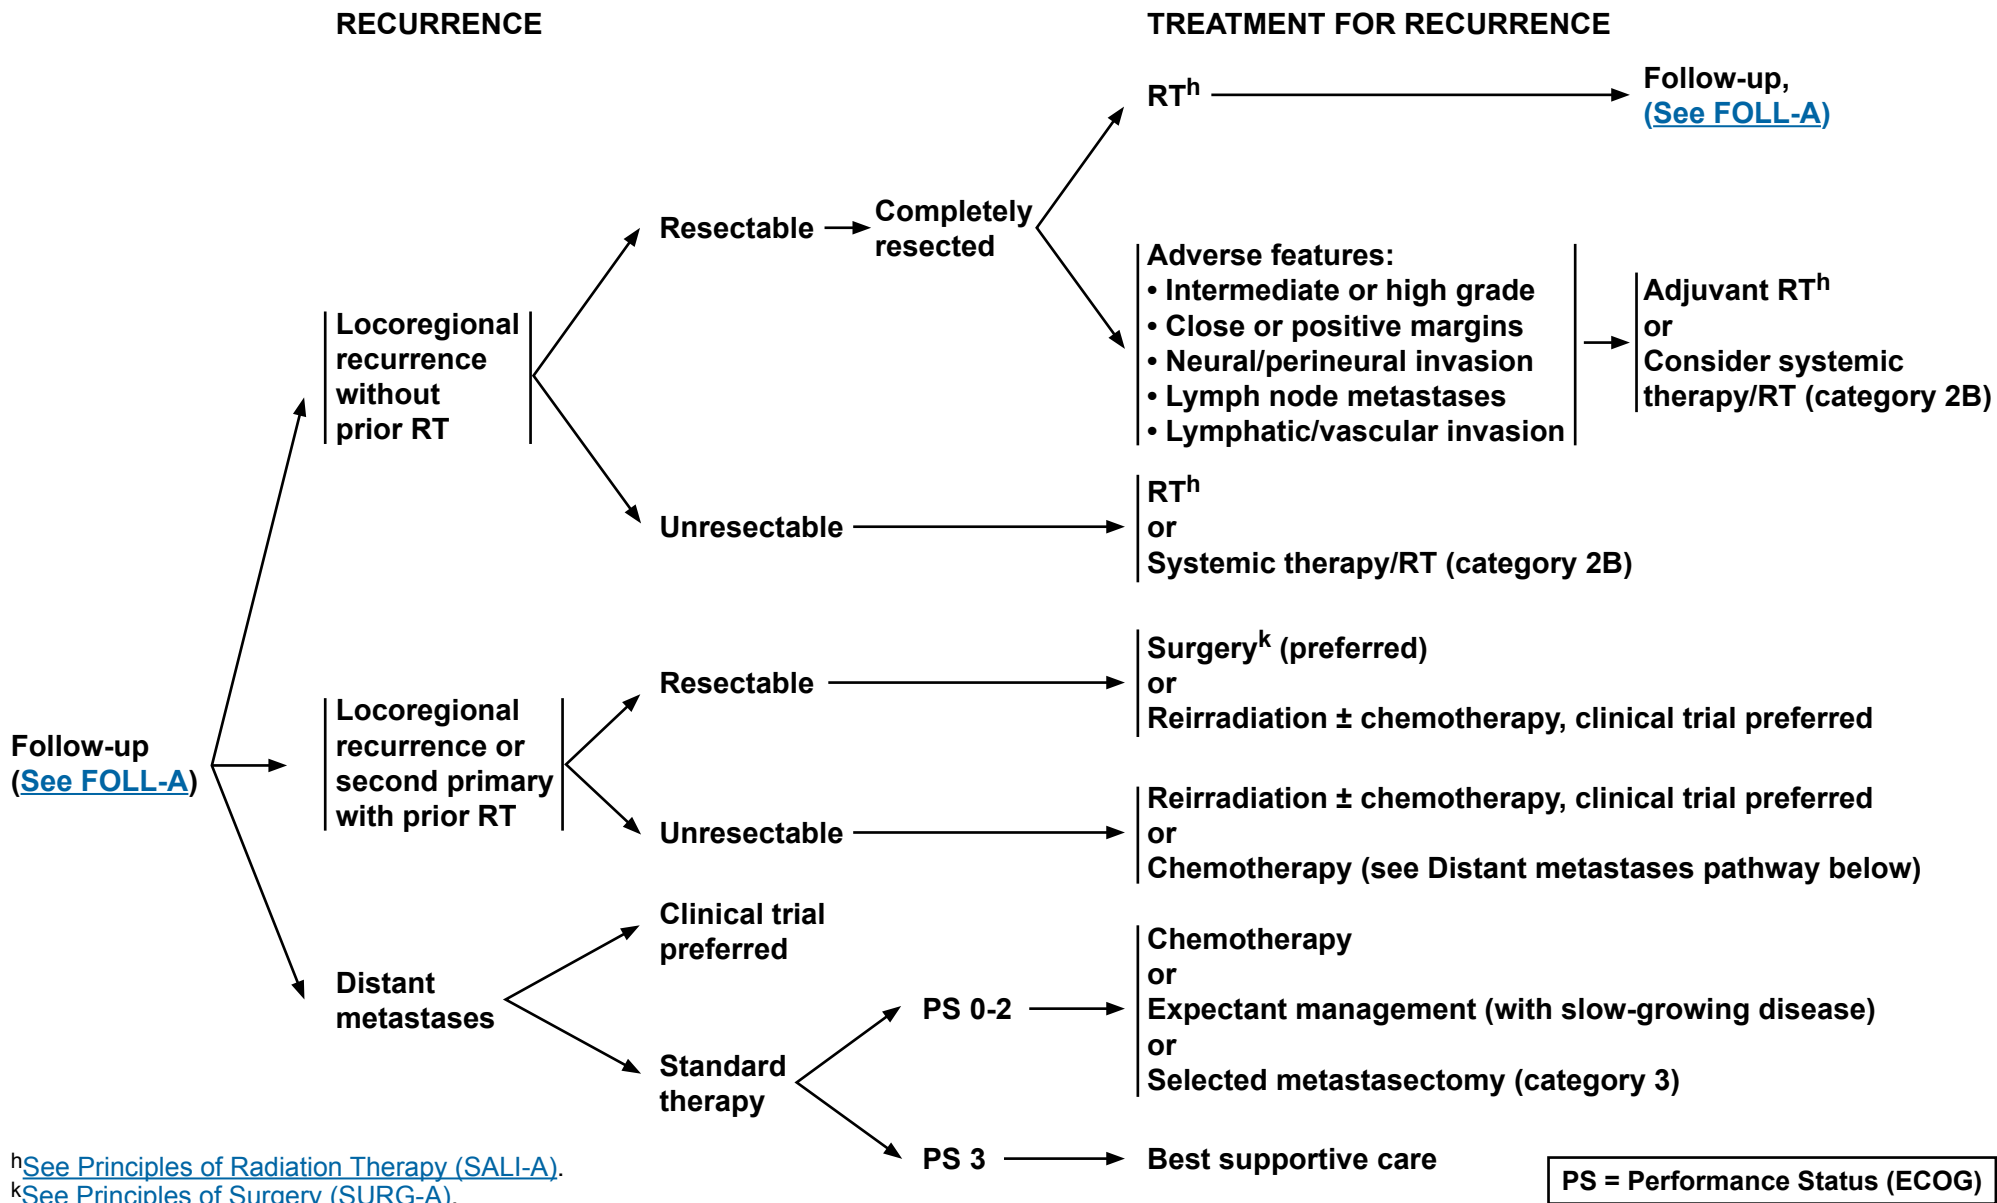 RECURRENCE
TREATMENT FOR RECURRENCE
RTh
Follow-up,
(See FOLL-A)
Resectable
Completely
resected
Adverse features:
• Intermediate or high grade
• Close or positive margins
• Neural/perineural invasion
• Lymph node metastases
• Lymphatic/vascular invasion
Adjuvant RTh
or
Consider systemic
therapy/RT (category 2B)
Locoregional
recurrence
without
prior RT
Unresectable
RTh
or
Systemic therapy/RT (category 2B)
Follow-up
(See FOLL-A)
Locoregional
recurrence or
second primary
with prior RT
Resectable
Surgeryk (preferred)
or
Reirradiation ± chemotherapy, clinical trial preferred
Unresectable
Reirradiation ± chemotherapy, clinical trial preferred
or
Chemotherapy (see Distant metastases pathway below)
Distant
metastases
Clinical trial
preferred
Standard
therapy
PS 0-2
Chemotherapy
or
Expectant management (with slow-growing disease)
or
Selected metastasectomy (category 3)
PS 3
Best supportive care
hSee Principles of Radiation Therapy (SALI-A).
kSee Principles of Surgery (SURG-A).
PS = Performance Status (ECOG)